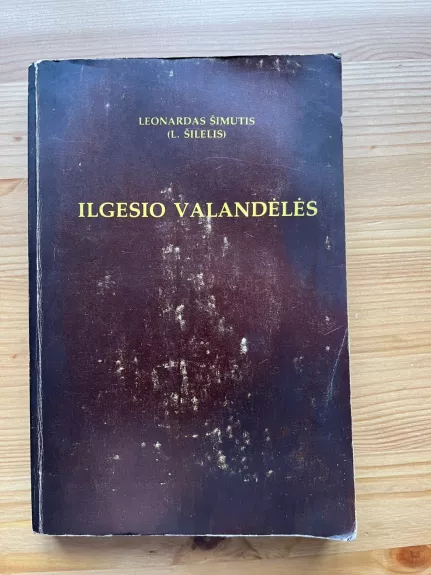 LEONARDAS ŠIMUTIS
(L. ŠILELIS)
ILGESIO VALANDĖLĖS